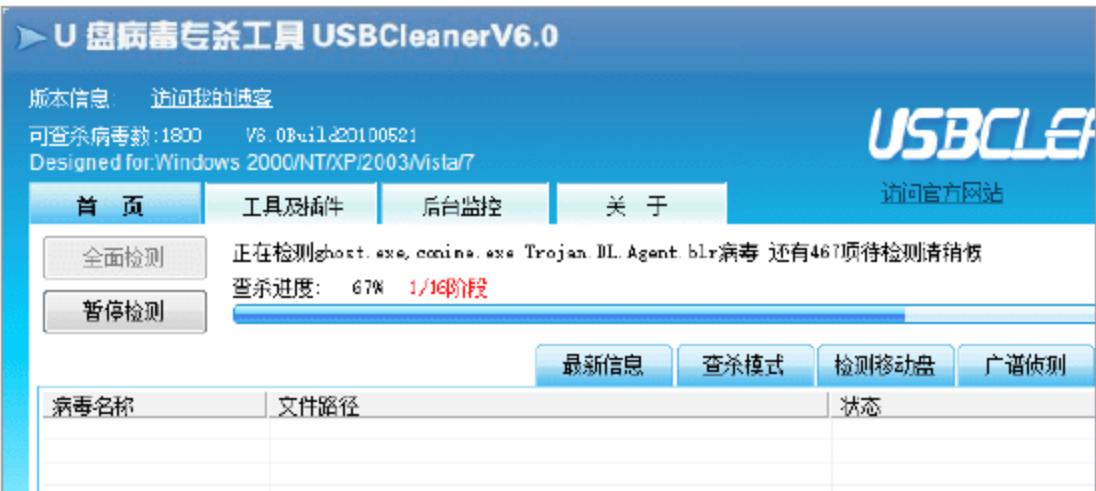 U 盘病毒专杀工具 USBCleanerV6.0
版本信息: 访问我的博客
可查杀病毒数:1800 V6.0Build20100521
Designed for:Windows 2000/NT/XP/2003/Vista/7
USBCLE
访问官方网站
首 页 工具及插件 后台监控 关 于
全面检测
正在检测ghost.exe,conime.exe Trojan.DL.Agent.blr病毒 还有467项待检测请稍候
查杀进度: 67% 1/16阶段
暂停检测
最新信息 查杀模式 检测移动盘 广谱侦测
病毒名称 文件路径 状态